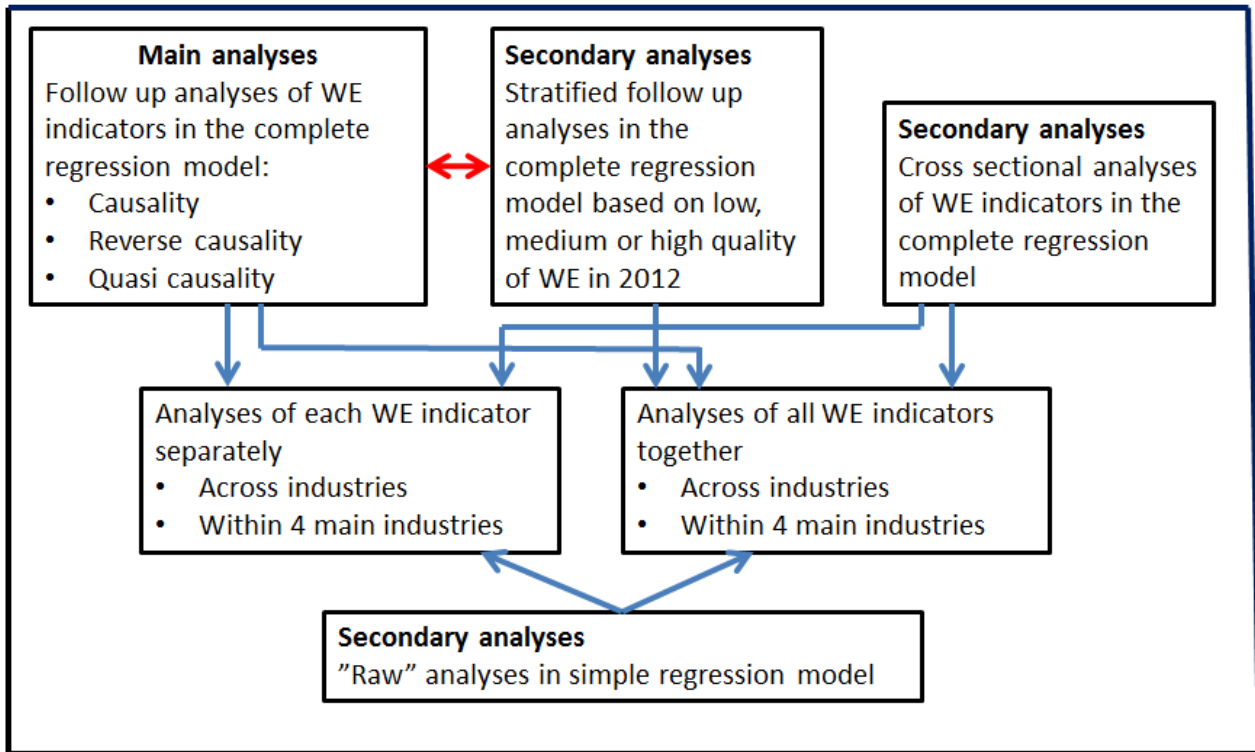 Main analyses
Follow up analyses of WE
indicators in the complete
regression model:
• Causality
• Reverse causality
• Quasi causality
Secondary analyses
Stratified follow up
analyses in the
complete regression
model based on low,
medium or high quality
of WE in 2012
Secondary analyses
Cross sectional analyses
of WE indicators in the
complete regression
model
Analyses of each WE indicator
separately
• Across industries
• Within 4 main industries
Analyses of all WE indicators
together
• Across industries
• Within 4 main industries
Secondary analyses
”Raw” analyses in simple regression model